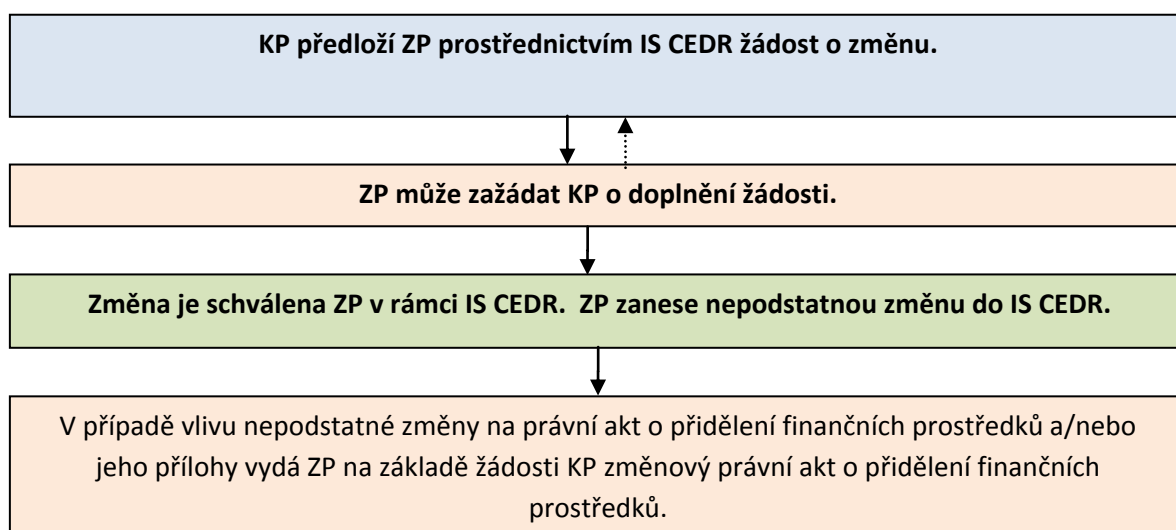 KP předloží ZP prostřednictvím IS CEDR žádost o změnu.
ZP může zažádat KP o doplnění žádosti.
Změna je schválena ZP v rámci IS CEDR.  ZP zanese nepodstatnou změnu do IS CEDR.
V případě vlivu nepodstatné změny na právní akt o přidělení finančních prostředků a/nebo
jeho přílohy vydá ZP na základě žádosti KP změnový právní akt o přidělení finančních
prostředků.